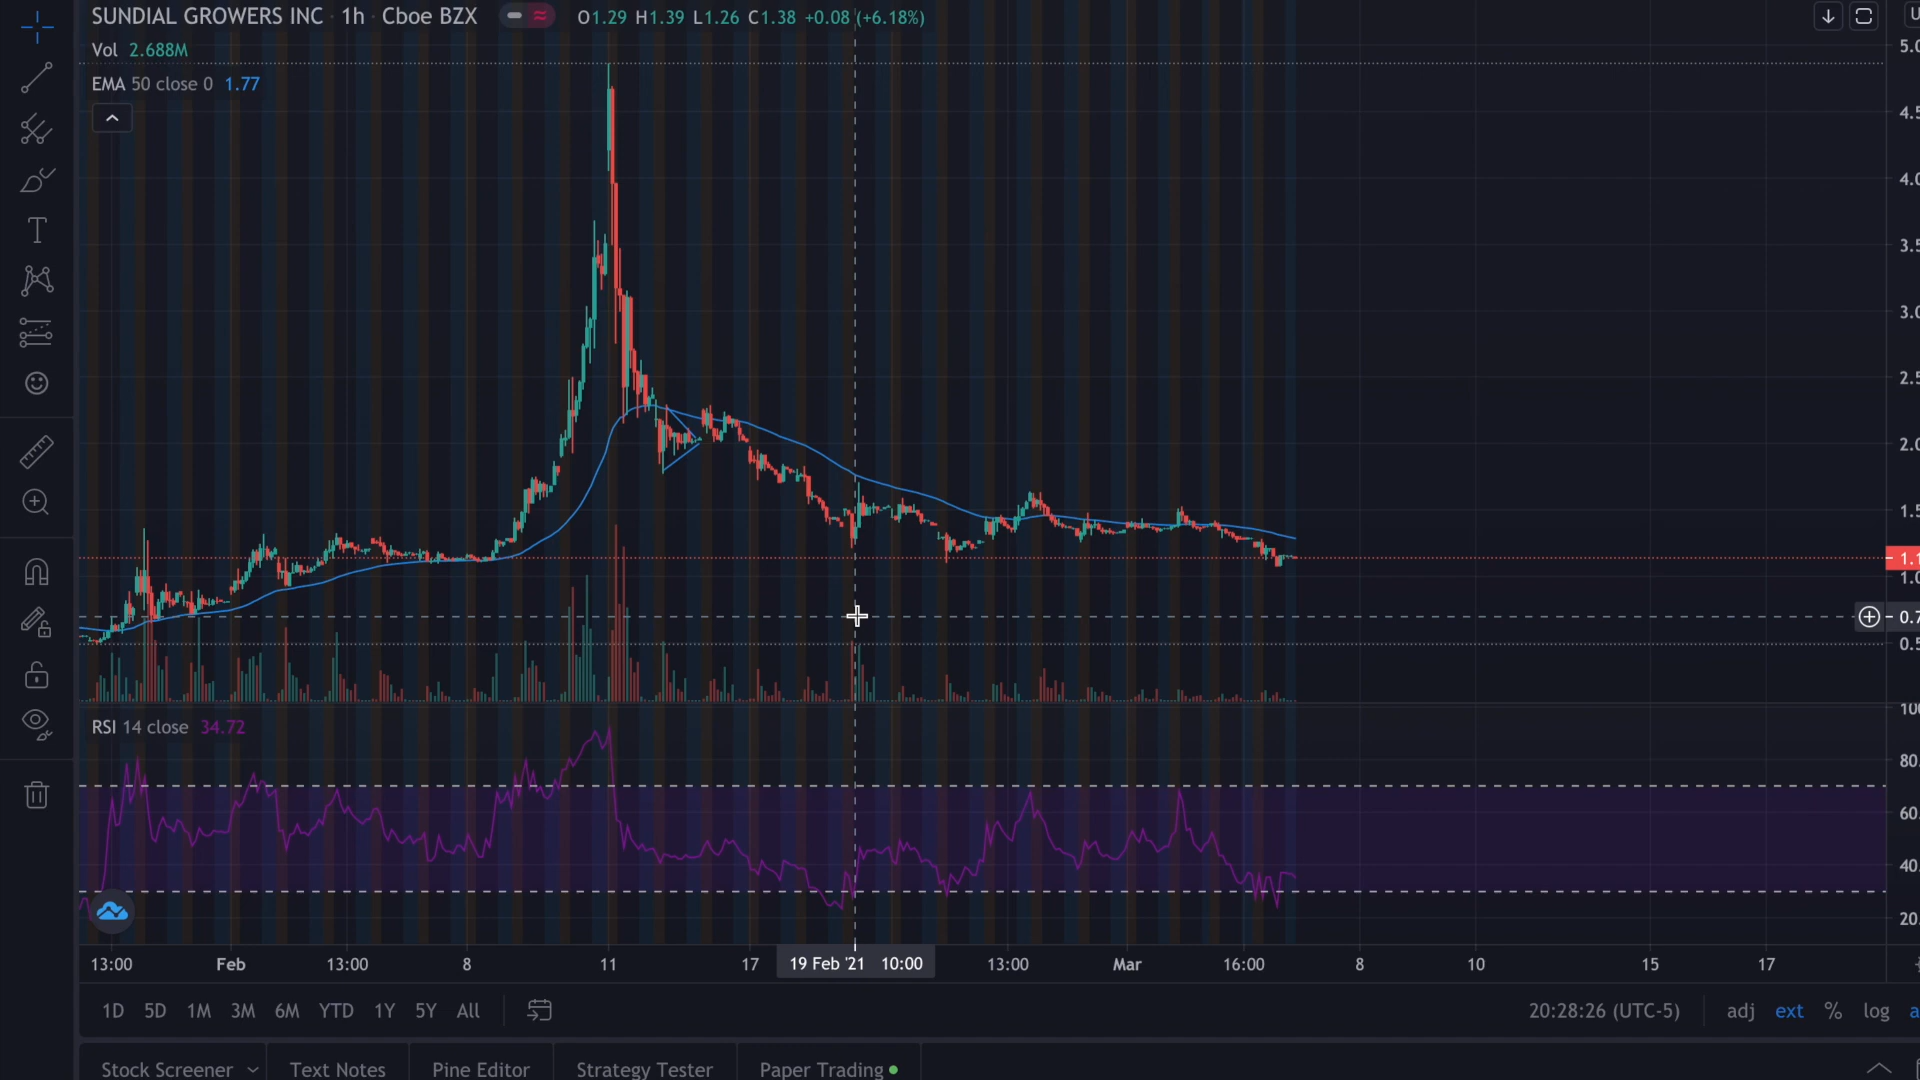 SUNDIAL GROWERS INC · 1h · Cboe BZX O1.29 H1.39 L1.26 C1.38 +0.08 (+6.18%)
Vol 2.688M
EMA 50 close 0 1.77
5.0
4.5
4.0
3.5
3.0
2.5
2.0
1.5
1.1
1.0
0.7
0.5
RSI 14 close 34.72
100
80.
60.
40.
20.
13:00 Feb 13:00 8 11 17 19 Feb '21 10:00 13:00 Mar 16:00 8 10 15 17
1D 5D 1M 3M 6M YTD 1Y 5Y All 20:28:26 (UTC-5) adj ext % log a
Stock Screener Text Notes Pine Editor Strategy Tester Paper Trading